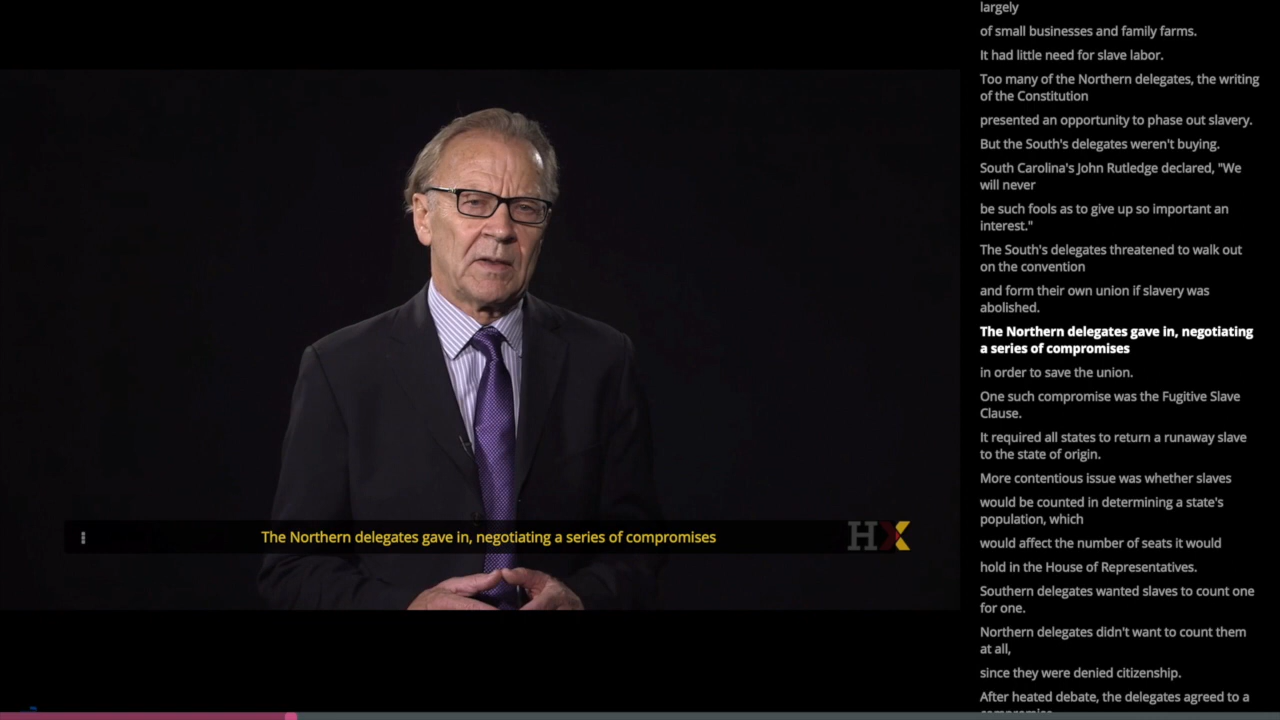 largely
of small businesses and family farms.
It had little need for slave labor.
Too many of the Northern delegates, the writing
of the Constitution
presented an opportunity to phase out slavery.
But the South's delegates weren't buying.
South Carolina's John Rutledge declared, "We
will never
be such fools as to give up so important an
interest."
The South's delegates threatened to walk out
on the convention
and form their own union if slavery was
abolished.
The Northern delegates gave in, negotiating
a series of compromises
in order to save the union.
One such compromise was the Fugitive Slave
Clause.
It required all states to return a runaway slave
to the state of origin.
More contentious issue was whether slaves
would be counted in determining a state's
population, which
would affect the number of seats it would
hold in the House of Representatives.
Southern delegates wanted slaves to count one
for one.
Northern delegates didn't want to count them
at all,
since they were denied citizenship.
After heated debate, the delegates agreed to a
compromise
The Northern delegates gave in, negotiating a series of compromises
HX